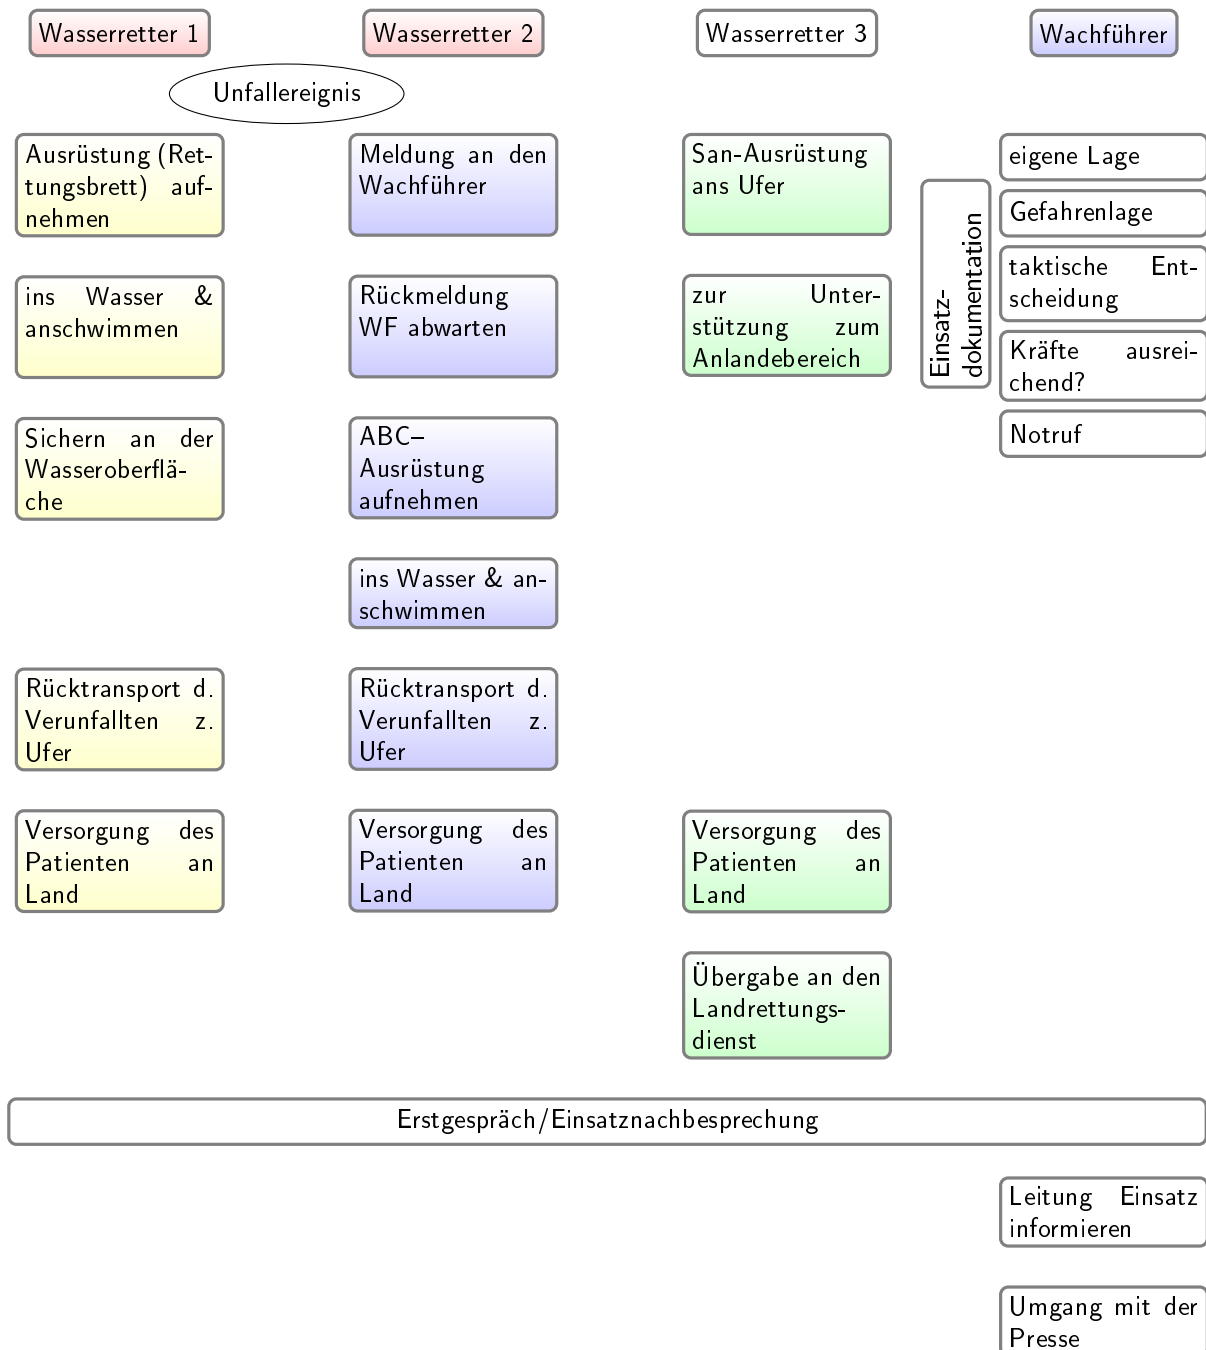 Wasserretter 1
Wasserretter 2
Wasserretter 3
Wachführer
Unfallereignis
Ausrüstung (Ret-
tungsbrett) auf-
nehmen
ins Wasser &
anschwimmen
Sichern an der
Wasseroberflä-
che
Rücktransport d.
Verunfallten z.
Ufer
Versorgung des
Patienten an
Land
Meldung an den
Wachführer
Rückmeldung
WF abwarten
ABC–
Ausrüstung
aufnehmen
ins Wasser & an-
schwimmen
Rücktransport d.
Verunfallten z.
Ufer
Versorgung des
Patienten an
Land
San-Ausrüstung
ans Ufer
zur Unter-
stützung zum
Anlandebereich
Versorgung des
Patienten an
Land
Übergabe an den
Landrettungs-
dienst
Einsatz-
dokumentation
eigene Lage
Gefahrenlage
taktische Ent-
scheidung
Kräfte ausrei-
chend?
Notruf
Erstgespräch/Einsatznachbesprechung
Leitung Einsatz
informieren
Umgang mit der
Presse